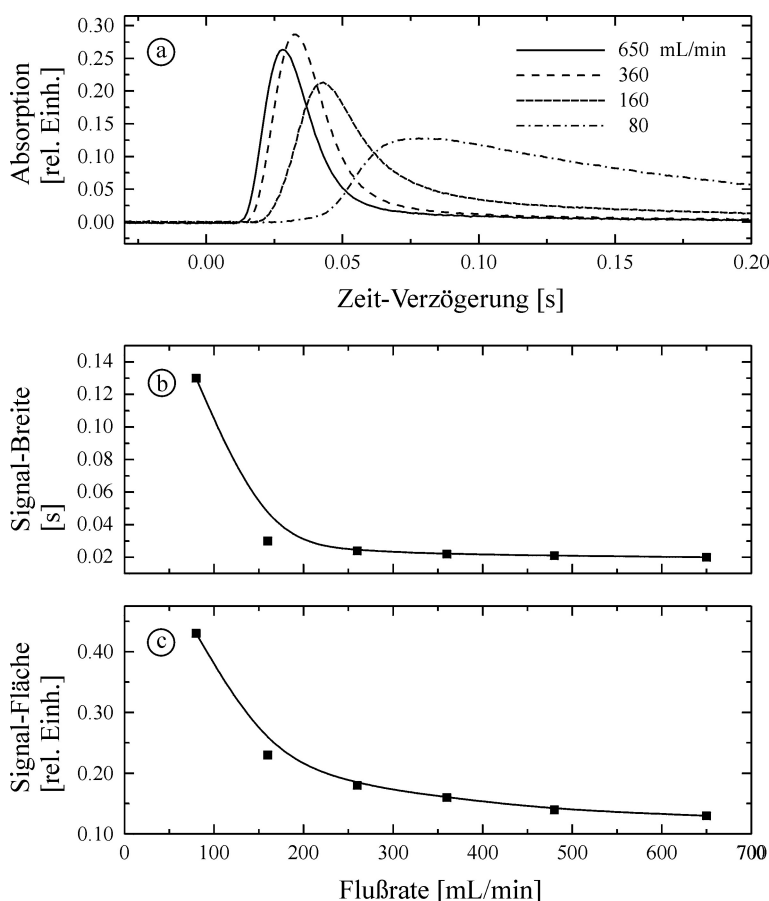 a
0.30
0.25
0.20
0.15
0.10
0.05
0.00
Absorption
[rel. Einh.]
650 mL/min
360
160
80
0.00 0.05 0.10 0.15 0.20
Zeit-Verzögerung [s]
b
0.14
0.12
0.10
0.08
0.06
0.04
0.02
Signal-Breite
[s]
c
0.40
0.30
0.20
0.10
Signal-Fläche
[rel. Einh.]
0 100 200 300 400 500 600 700
Flußrate [mL/min]